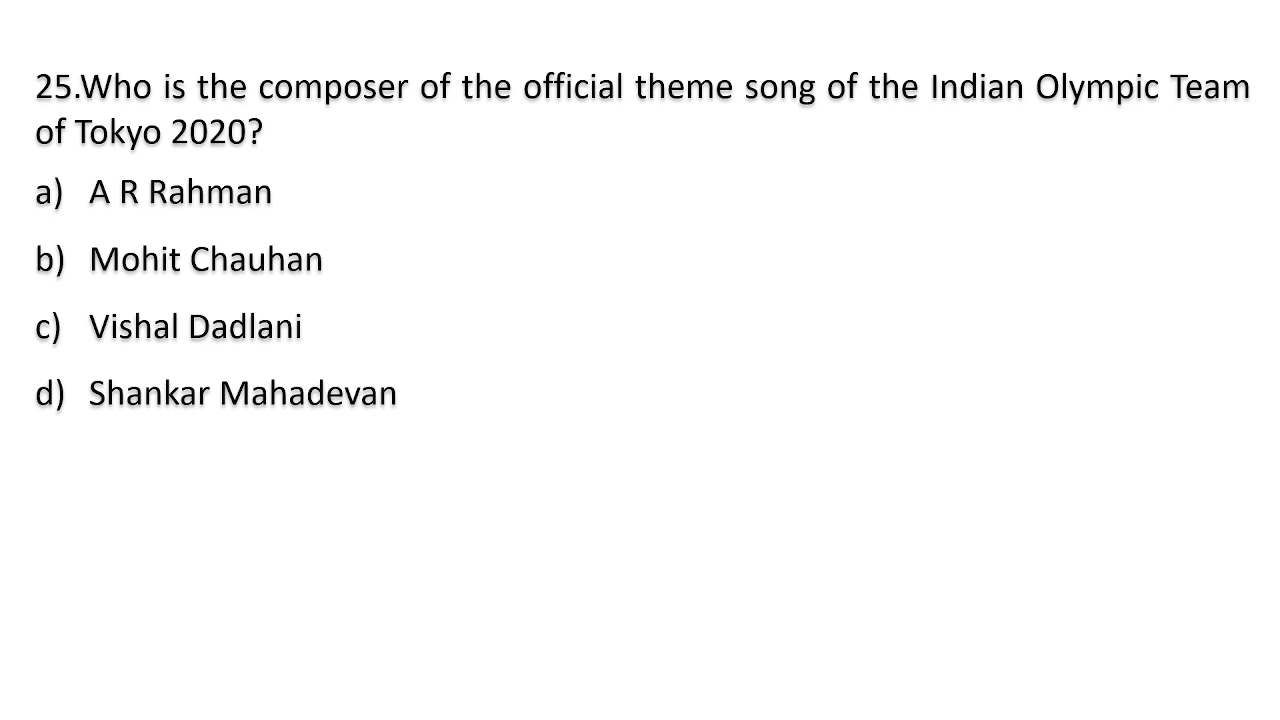 25.Who is the composer of the official theme song of the Indian Olympic Team
of Tokyo 2020?
a) A R Rahman
b) Mohit Chauhan
c) Vishal Dadlani
d) Shankar Mahadevan